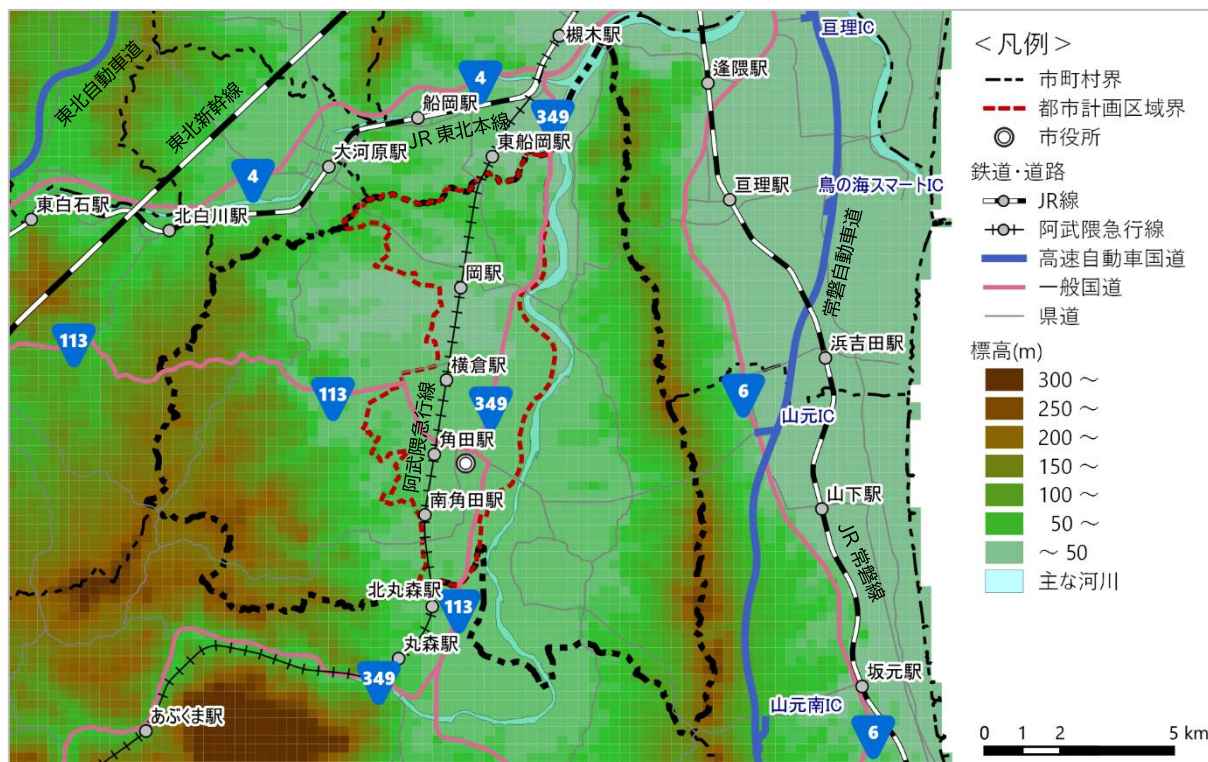 槻木駅
亘理IC
4
逢隈駅
東北自動車道
東北新幹線
船岡駅
JR 東北本線
349
東船岡駅
大河原駅
4
亘理駅
鳥の海スマートIC
東白石駅
北白川駅
常磐自動車道
岡駅
113
浜吉田駅
横倉駅
113
349
6
山元IC
阿武隈急行線
角田駅
南角田駅
山下駅
JR 常磐線
北丸森駅
113
丸森駅
349
坂元駅
あぶくま駅
山元南IC
6
＜凡例＞
市町村界
都市計画区域界
市役所
鉄道・道路
JR線
阿武隈急行線
高速自動車国道
一般国道
県道
標高(m)
300 ～
250 ～
200 ～
150 ～
100 ～
50 ～
～ 50
主な河川
0 1 2 5 km